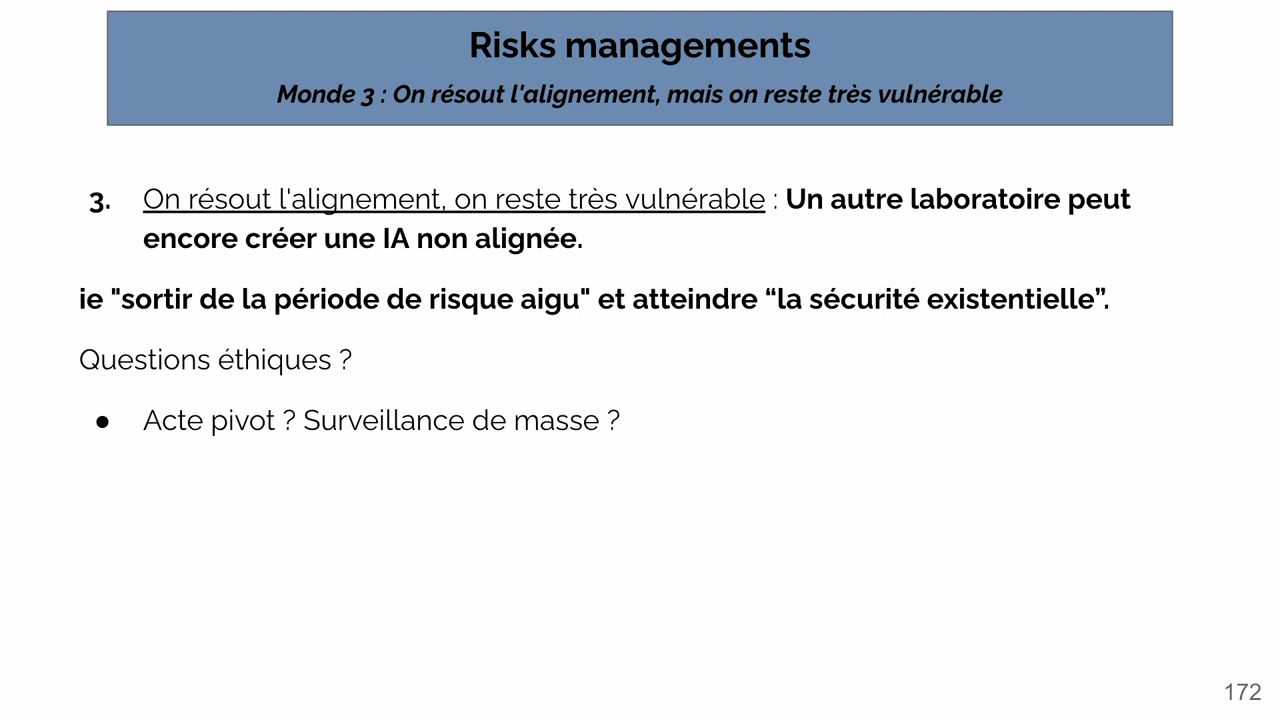 Risks managements
Monde 3 : On résout l'alignement, mais on reste très vulnérable
3. On résout l'alignement, on reste très vulnérable : Un autre laboratoire peut
encore créer une IA non alignée.
ie "sortir de la période de risque aigu" et atteindre “la sécurité existentielle”.
Questions éthiques ?
● Acte pivot ? Surveillance de masse ?
172